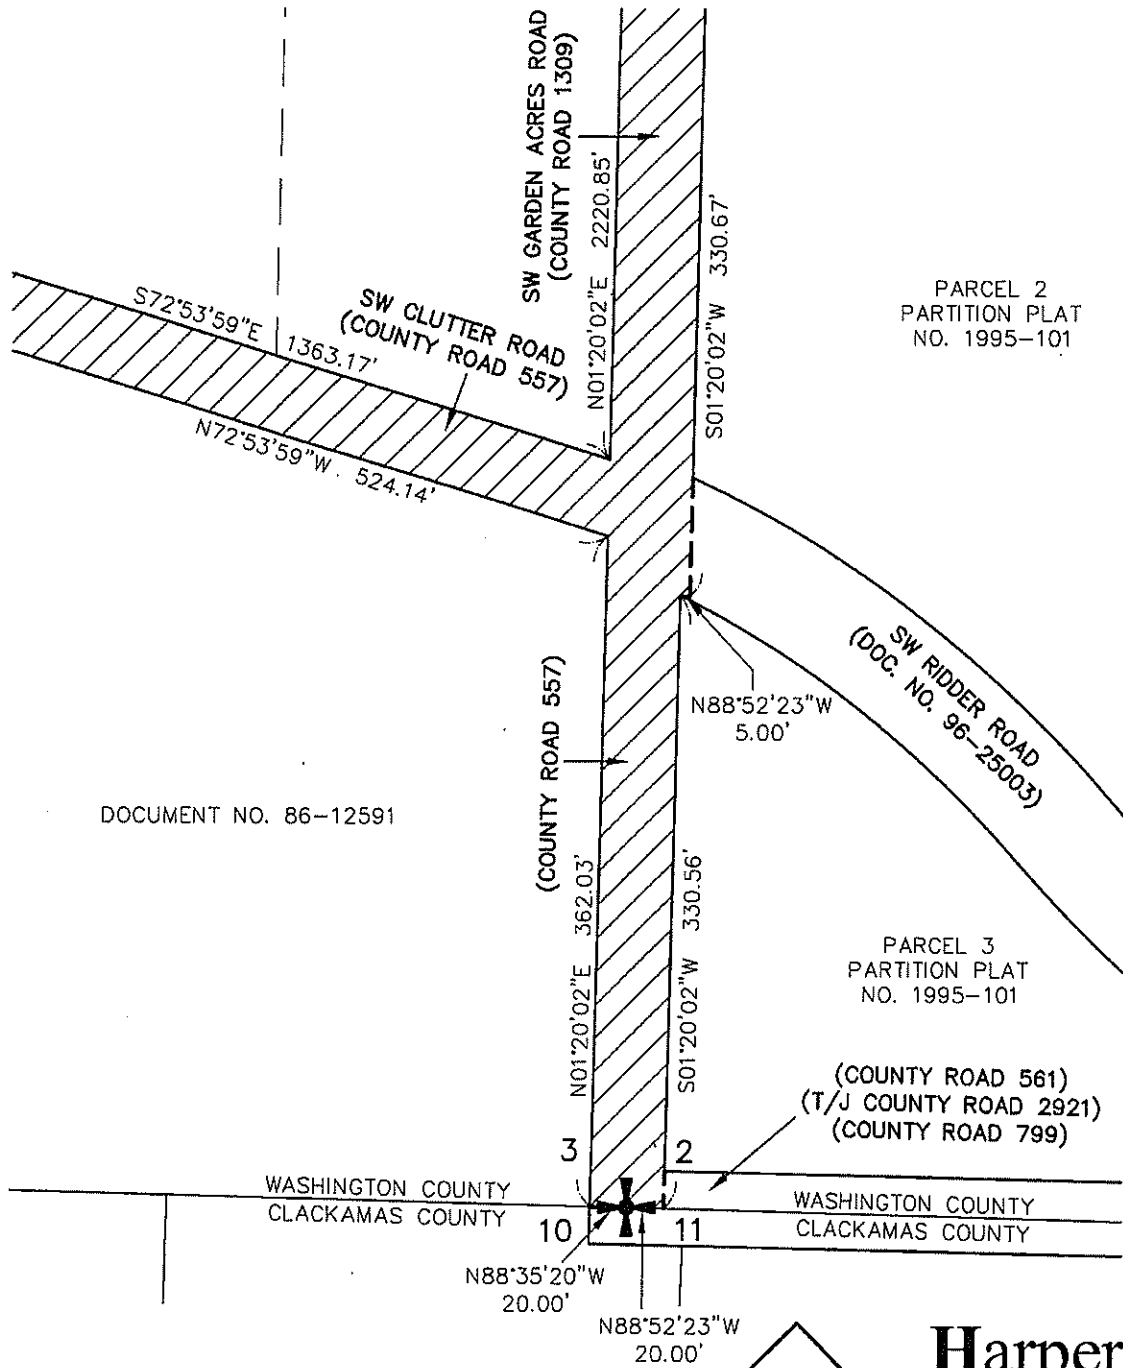 SW GARDEN ACRES ROAD
(COUNTY ROAD 1309)
N01°20'02"E 2220.85'
S01°20'02"W 330.67'
PARCEL 2
PARTITION PLAT
NO. 1995-101
S72°53'59"E 1363.17'
SW CLUTTER ROAD
(COUNTY ROAD 557)
N72°53'59"W 524.14'
SW RIDDER ROAD
(DOC. NO. 96-25003)
N88°52'23"W
5.00'
(COUNTY ROAD 557)
DOCUMENT NO. 86-12591
N01°20'02"E 362.03'
S01°20'02"W 330.56'
PARCEL 3
PARTITION PLAT
NO. 1995-101
(COUNTY ROAD 561)
(T/J COUNTY ROAD 2921)
(COUNTY ROAD 799)
3 2
WASHINGTON COUNTY
CLACKAMAS COUNTY
WASHINGTON COUNTY
CLACKAMAS COUNTY
10 11
N88°35'20"W
20.00'
N88°52'23"W
20.00'
Harper